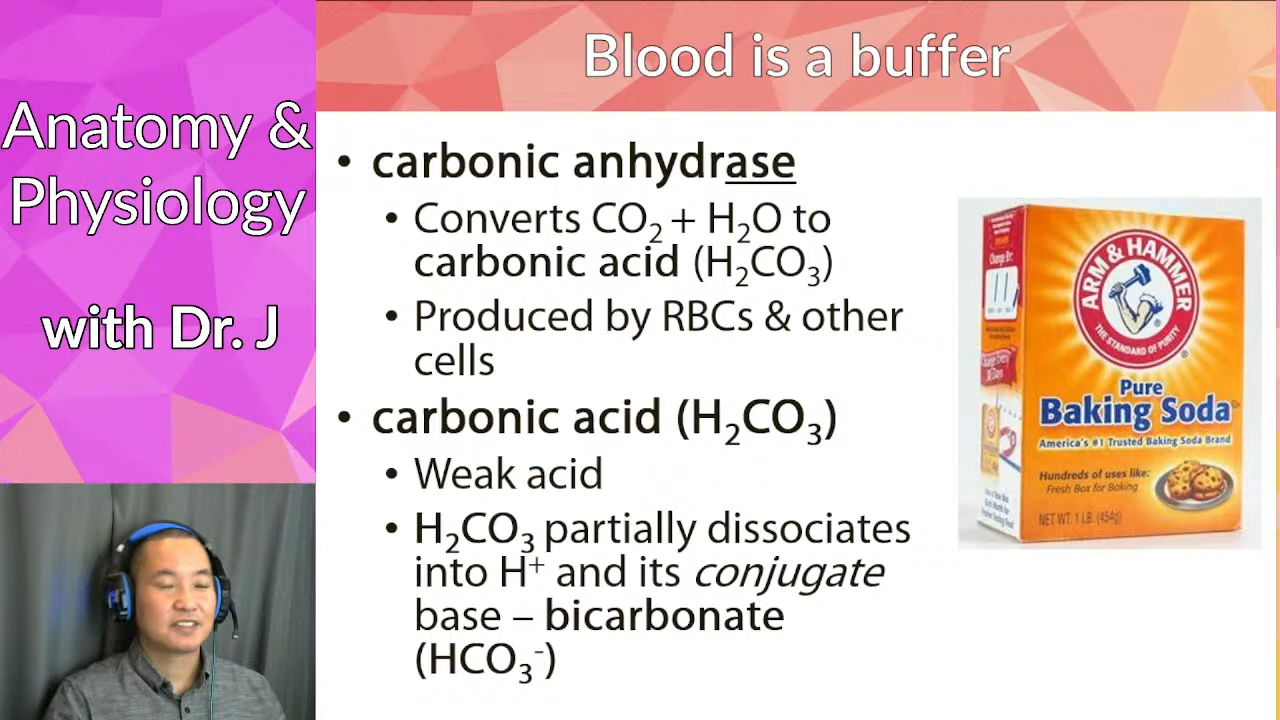 Anatomy &
Physiology
with Dr. J
Blood is a buffer
• carbonic anhydrase
• Converts CO₂ + H₂O to
carbonic acid (H₂CO₃)
• Produced by RBCs & other
cells
• carbonic acid (H₂CO₃)
• Weak acid
• H₂CO₃ partially dissociates
into H⁺ and its conjugate
base – bicarbonate
(HCO₃⁻)
ARM & HAMMER
THE STANDARD OF PURITY
Pure
Baking Soda
America's #1 Trusted Baking Soda Brand
Hundreds of uses like:
Fresh Box for Baking
NET WT. 1 LB. (454g)